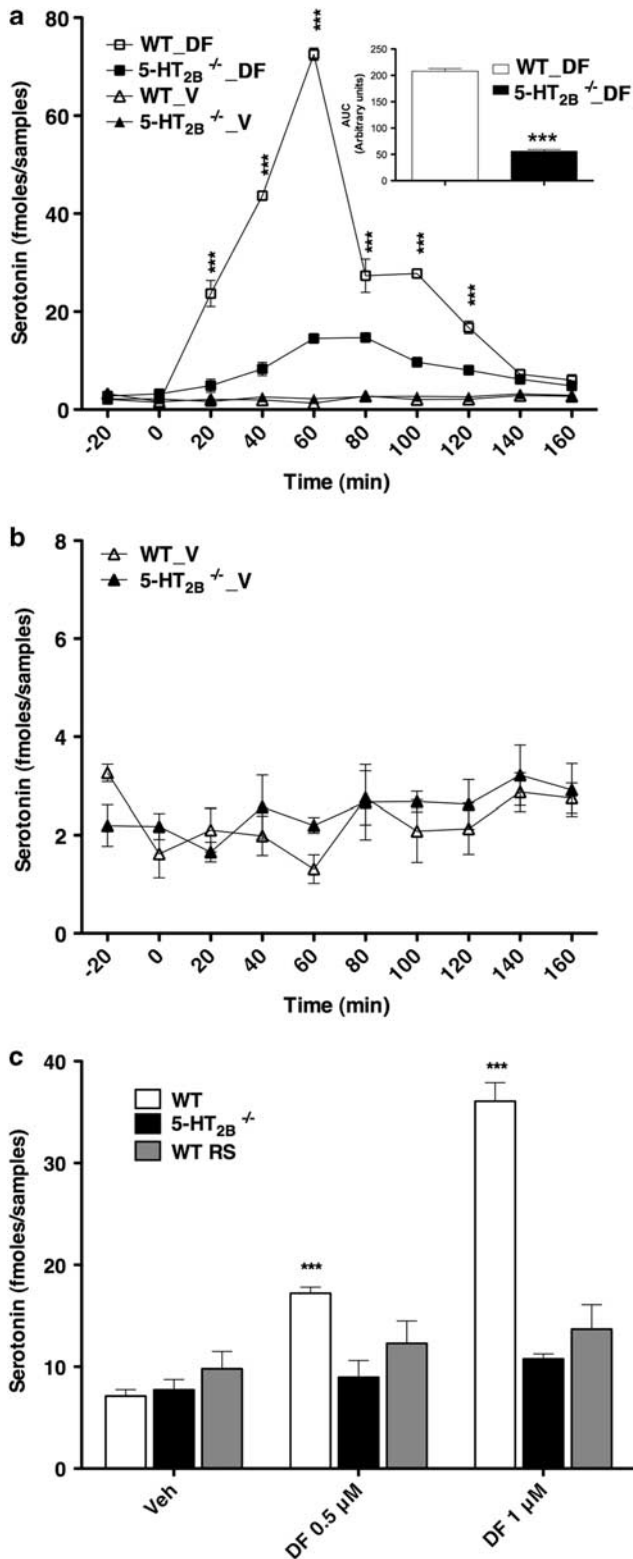 a
Serotonin (fmoles/samples)
80
60
40
20
0
WT_DF
5-HT2B -/-_DF
WT_V
5-HT2B -/-_V
***
***
***
***
***
***
AUC
(Arbitrary units)
250
200
150
100
50
0
***
WT_DF
5-HT2B -/-_DF
-20 0 20 40 60 80 100 120 140 160
Time (min)
b
Serotonin (fmoles/samples)
8
6
4
2
0
WT_V
5-HT2B -/-_V
-20 0 20 40 60 80 100 120 140 160
Time (min)
c
Serotonin (fmoles/samples)
40
30
20
10
0
WT
5-HT2B -/-
WT RS
***
***
Veh DF 0.5 µM DF 1 µM